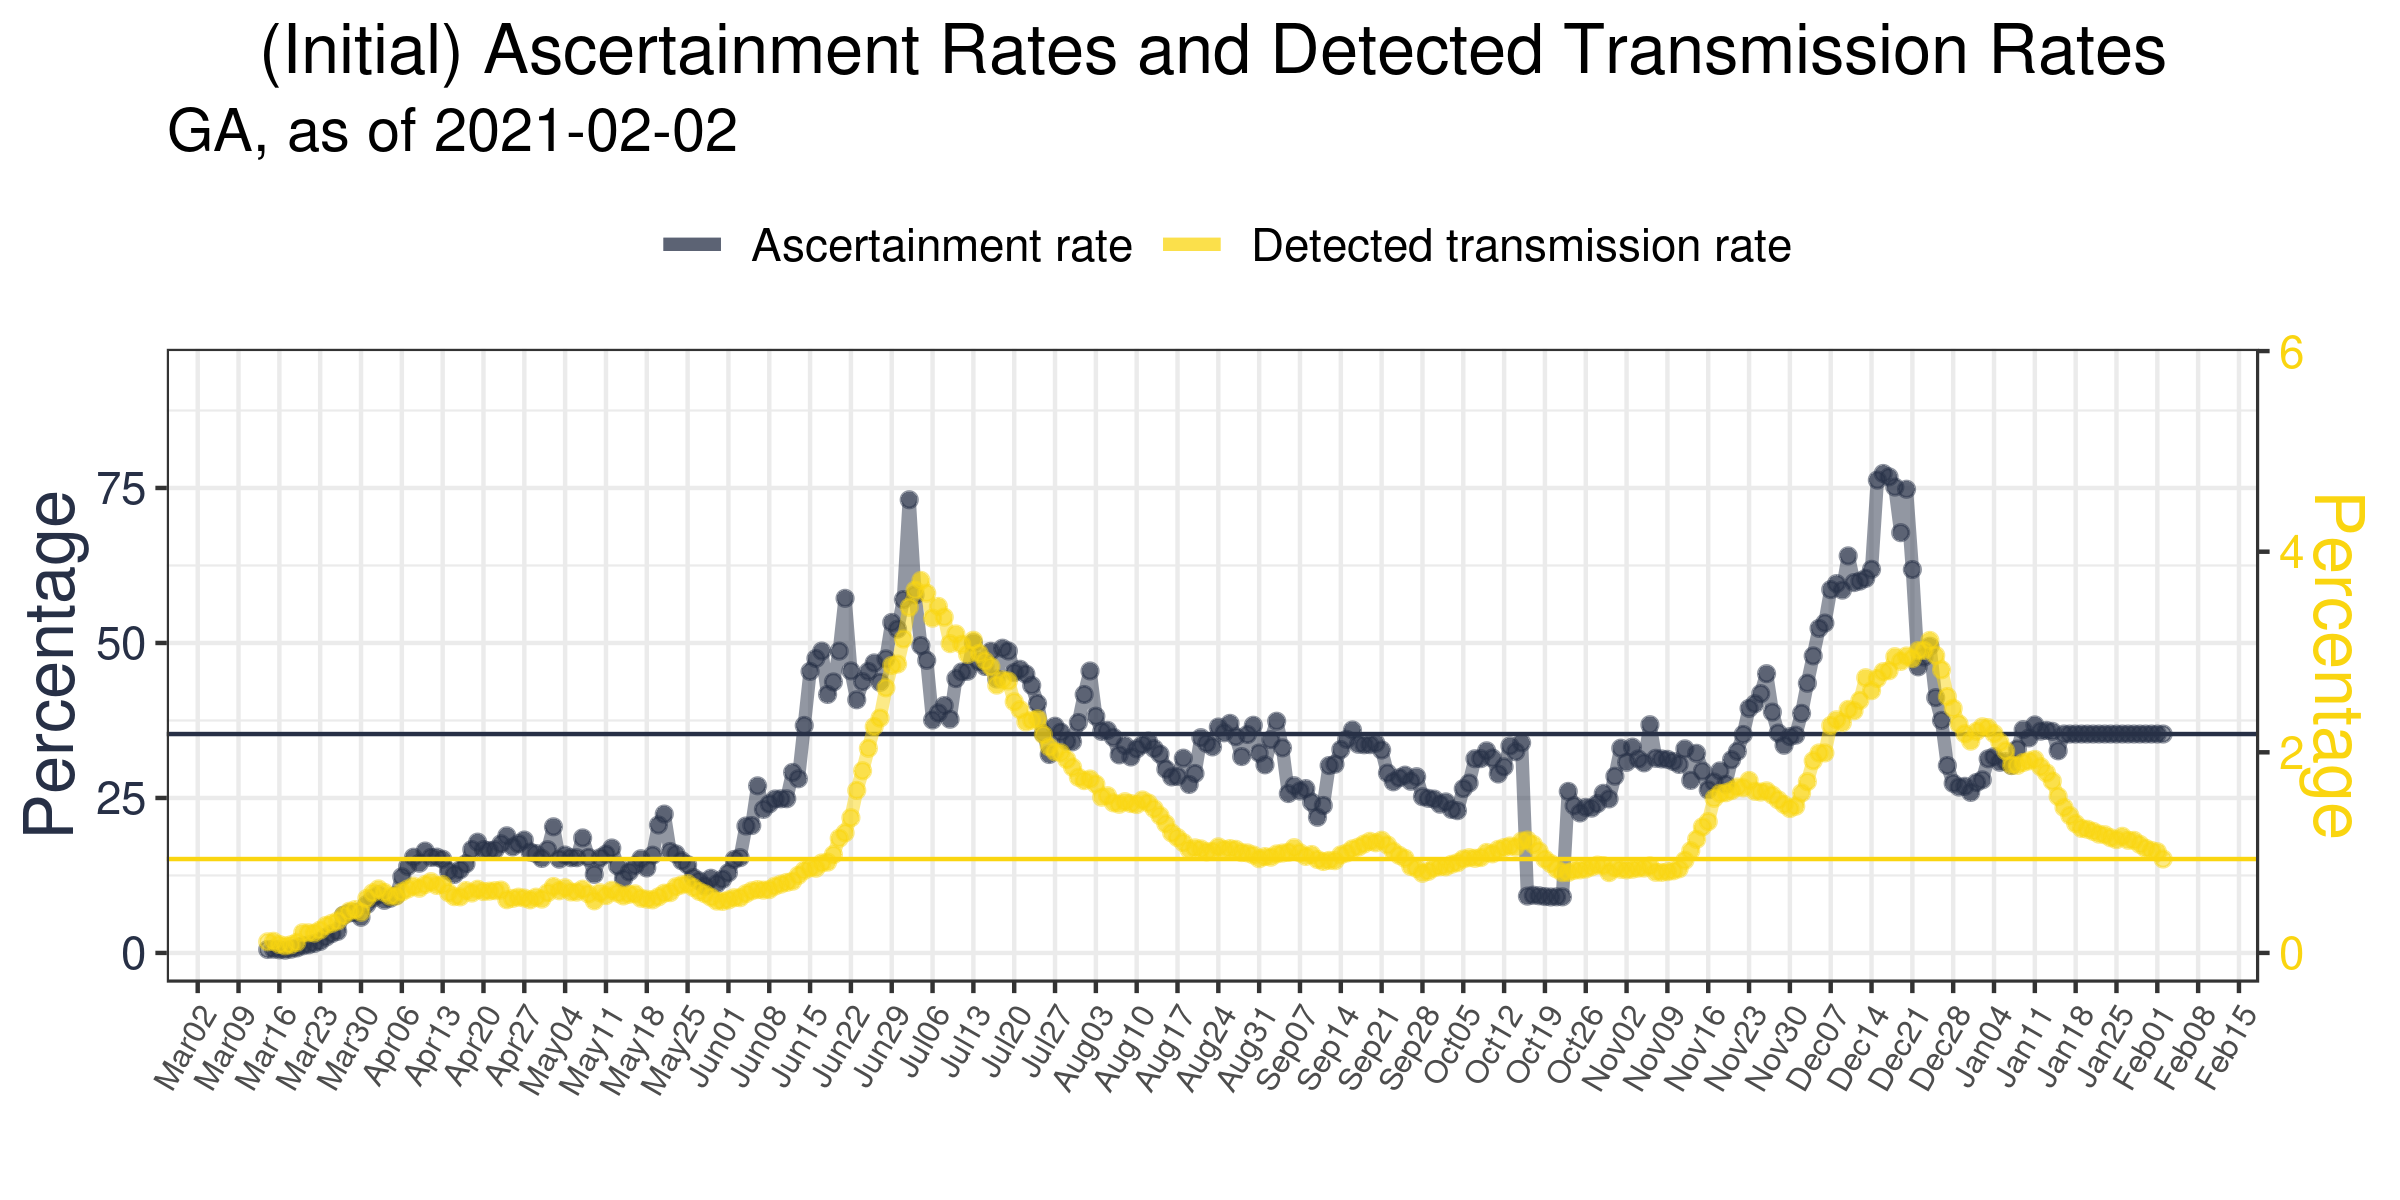 (Initial) Ascertainment Rates and Detected Transmission Rates
GA, as of 2021-02-02
Ascertainment rate Detected transmission rate
Percentage
75
50
25
0
6
4
2
0
Percentage
Mar02 Mar09 Mar16 Mar23 Mar30 Apr06 Apr13 Apr20 Apr27 May04 May11 May18 May25 Jun01 Jun08 Jun15 Jun22 Jun29 Jul06 Jul13 Jul20 Jul27 Aug03 Aug10 Aug17 Aug24 Aug31 Sep07 Sep14 Sep21 Sep28 Oct05 Oct12 Oct19 Oct26 Nov02 Nov09 Nov16 Nov23 Nov30 Dec07 Dec14 Dec21 Dec28 Jan04 Jan11 Jan18 Jan25 Feb01 Feb08 Feb15